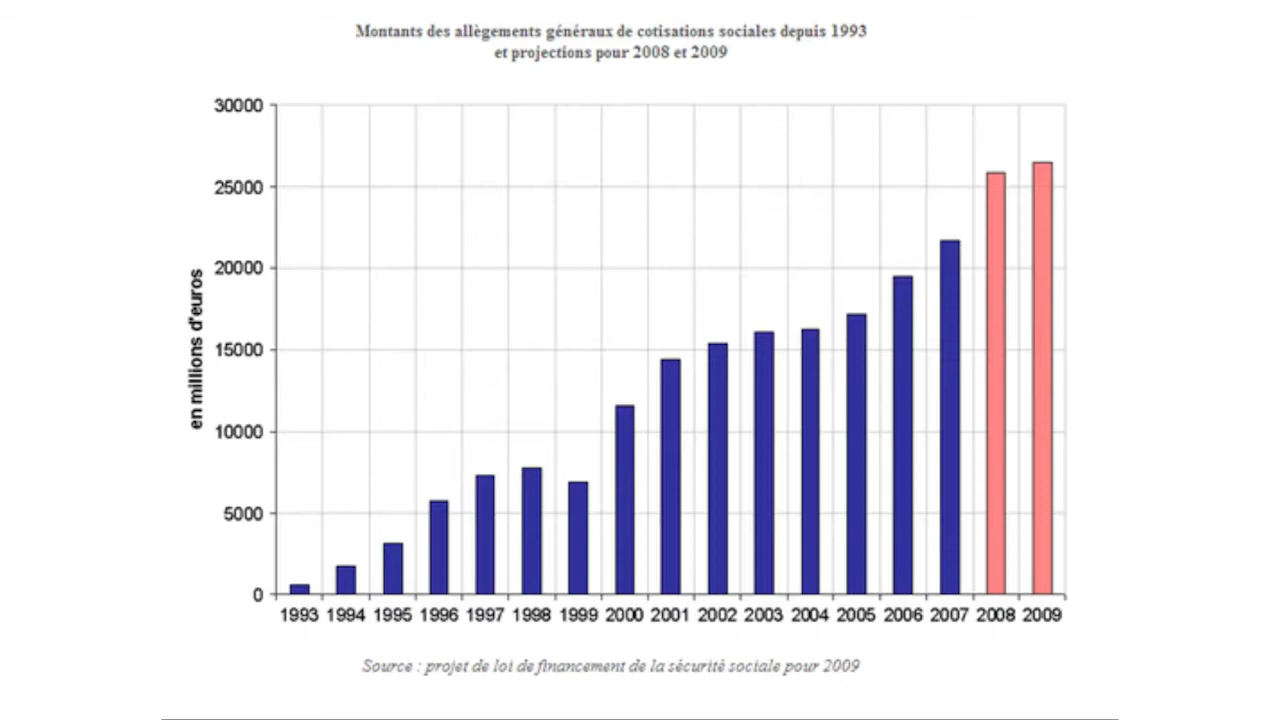 Montants des allègements généraux de cotisations sociales depuis 1993
et projections pour 2008 et 2009
30000
25000
20000
15000
10000
5000
0
en millions d'euros
1993 1994 1995 1996 1997 1998 1999 2000 2001 2002 2003 2004 2005 2006 2007 2008 2009
Source : projet de loi de financement de la sécurité sociale pour 2009